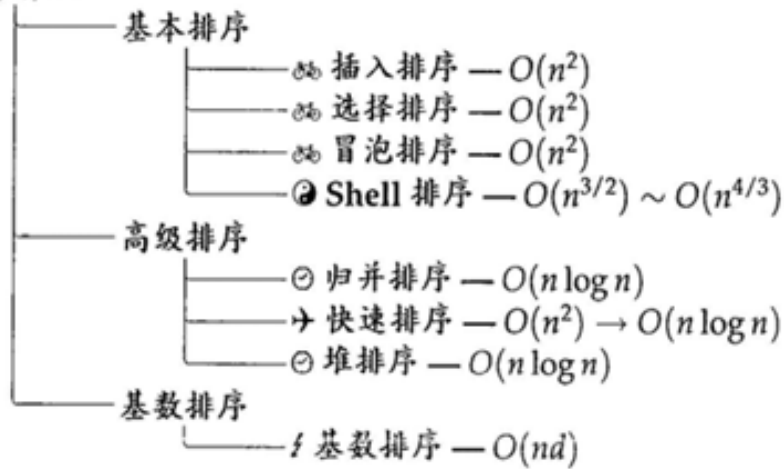 基本排序
插入排序 — O(n²)
选择排序 — O(n²)
冒泡排序 — O(n²)
Shell 排序 — O(n^{3/2}) ~ O(n^{4/3})
高级排序
归并排序 — O(n log n)
快速排序 — O(n²) → O(n log n)
堆排序 — O(n log n)
基数排序
基数排序 — O(nd)